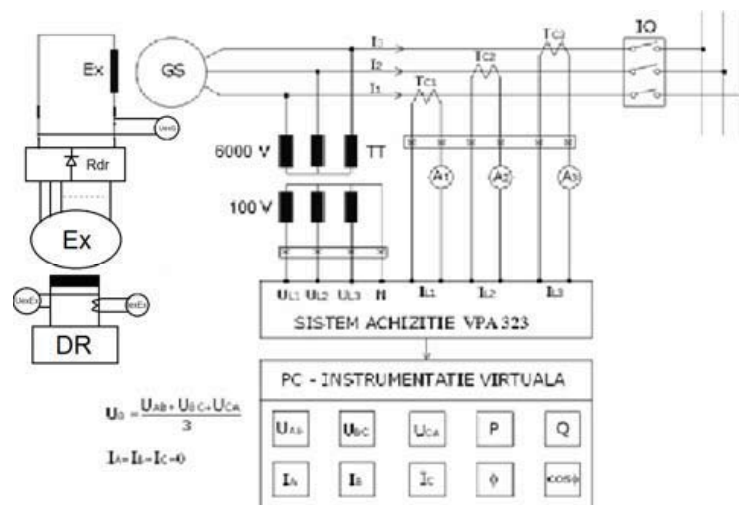 I3
TC3
IO
Ex
GS
I2
TC2
I1
TC1
UexG
6000 V
TT
Rdr
A1
A2
A3
100 V
Ex
UL1 UL2 UL3 N IL1 IL2 IL3
UexEx
SISTEM ACHIZITIE VPA 323
DR
PC - INSTRUMENTATIE VIRTUALA
U0 = UAB+UBC+UCA
3
UAB UBC UCA P Q
IA=IB=IC=0
IA IB IC ϕ cosϕ